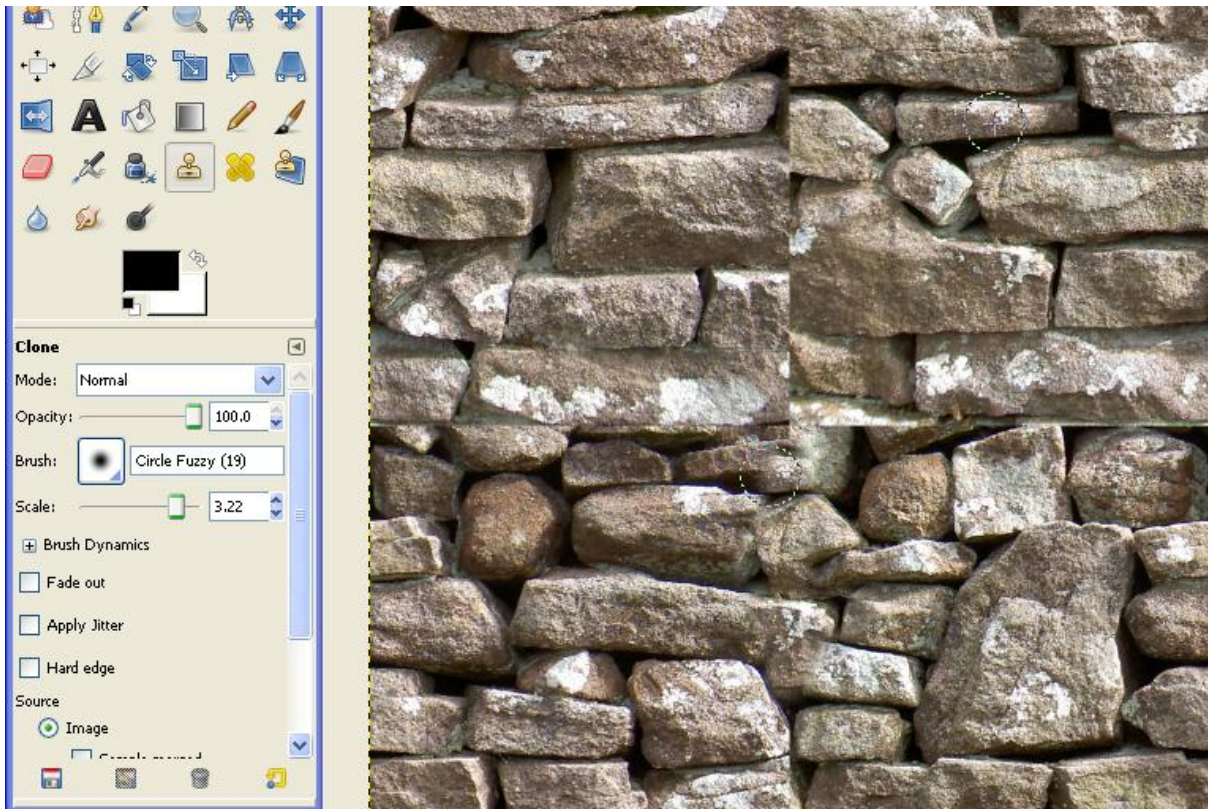 A
Clone
Mode: Normal
Opacity: 100.0
Brush: Circle Fuzzy (19)
Scale: 3.22
Brush Dynamics
Fade out
Apply Jitter
Hard edge
Source
Image